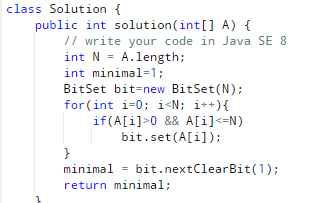 class Solution {
    public int solution(int[] A) {
        // write your code in Java SE 8
        int N = A.length;
        int minimal=1;
        BitSet bit=new BitSet(N);
        for(int i=0; i<N; i++){
            if(A[i]>0 && A[i]<=N)
                bit.set(A[i]);
        }
        minimal = bit.nextClearBit(1);
        return minimal;
    }